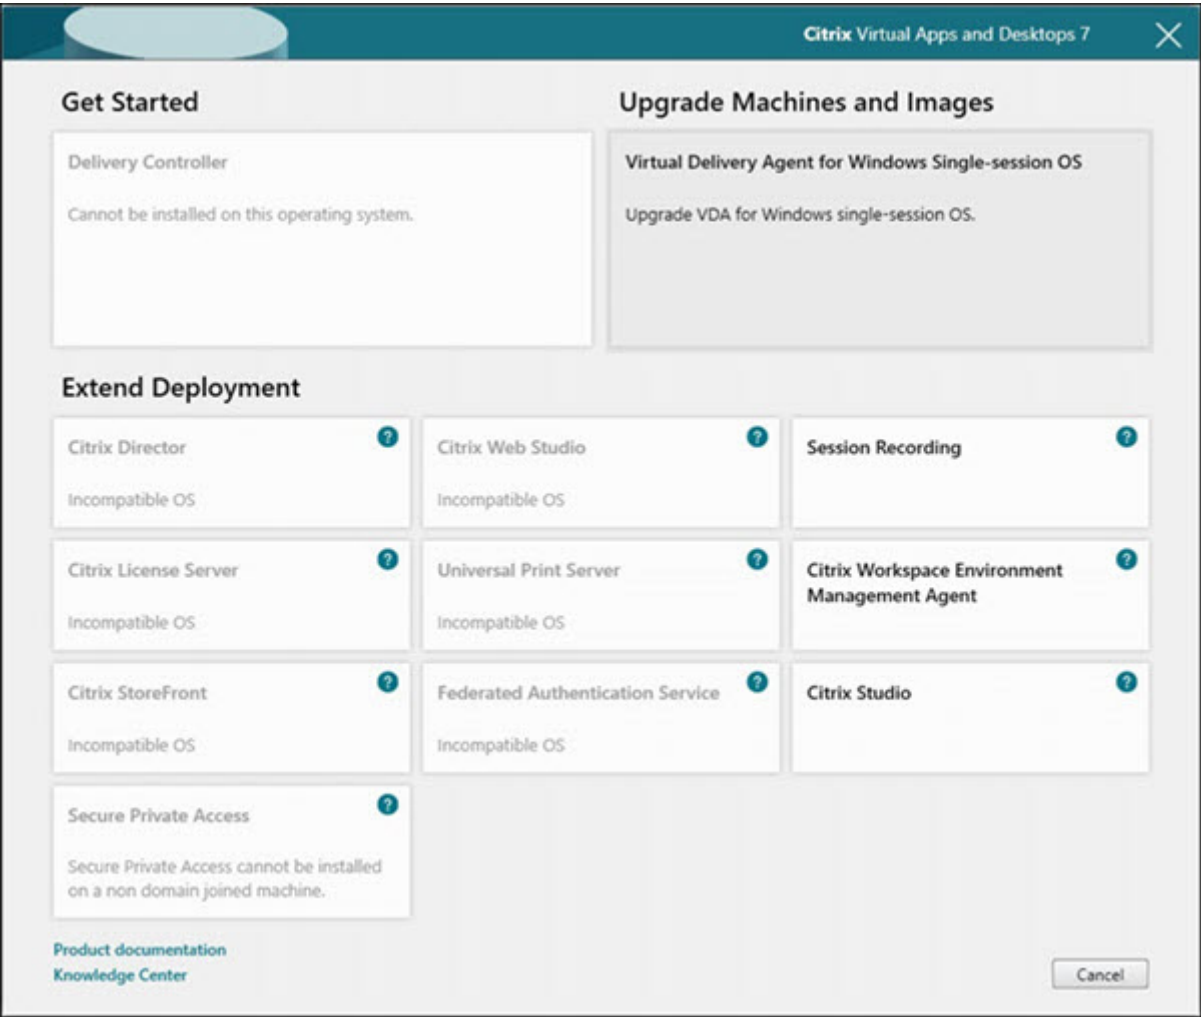 Citrix Virtual Apps and Desktops 7
Get Started
Delivery Controller
Cannot be installed on this operating system.
Upgrade Machines and Images
Virtual Delivery Agent for Windows Single-session OS
Upgrade VDA for Windows single-session OS.
Extend Deployment
Citrix Director
?
Incompatible OS
Citrix Web Studio
?
Incompatible OS
Session Recording
?
Citrix License Server
?
Incompatible OS
Universal Print Server
?
Incompatible OS
Citrix Workspace Environment
Management Agent
?
Citrix StoreFront
?
Incompatible OS
Federated Authentication Service
?
Incompatible OS
Citrix Studio
?
Secure Private Access
?
Secure Private Access cannot be installed
on a non domain joined machine.
Product documentation
Knowledge Center
Cancel